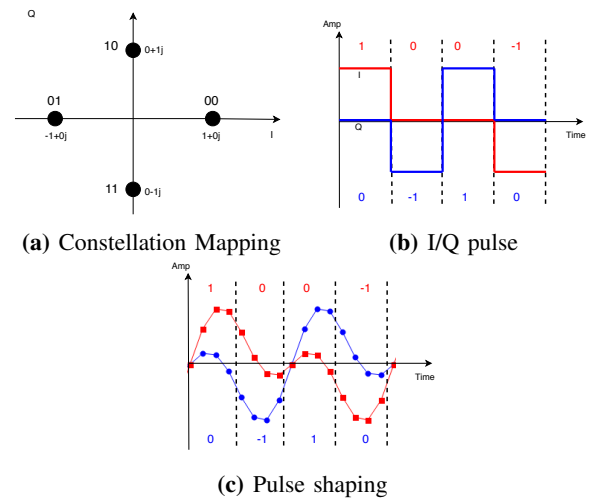 Q
10
0+1j
01
00
-1+0j
1+0j
I
11
0-1j
(a) Constellation Mapping
Amp
1 0 0 -1
I
Q
Time
0 -1 1 0
(b) I/Q pulse
Amp
1 0 0 -1
Time
0 -1 1 0
(c) Pulse shaping